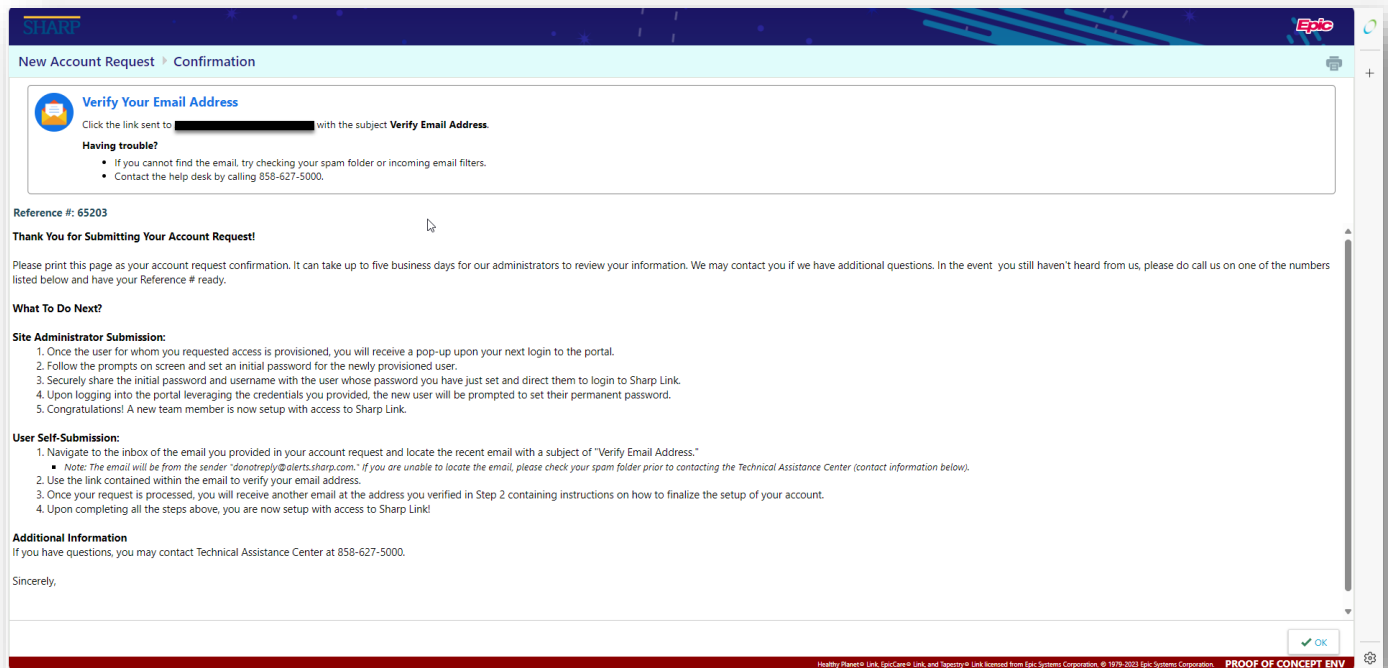 SHARP
Epic
New Account Request Confirmation
Verify Your Email Address
Click the link sent to with the subject Verify Email Address.
Having trouble?
• If you cannot find the email, try checking your spam folder or incoming email filters.
• Contact the help desk by calling 858-627-5000.
Reference #: 65203
Thank You for Submitting Your Account Request!
Please print this page as your account request confirmation. It can take up to five business days for our administrators to review your information. We may contact you if we have additional questions. In the event  you still haven't heard from us, please do call us on one of the numbers
listed below and have your Reference # ready.
What To Do Next?
Site Administrator Submission:
1. Once the user for whom you requested access is provisioned, you will receive a pop-up upon your next login to the portal.
2. Follow the prompts on screen and set an initial password for the newly provisioned user.
3. Securely share the initial password and username with the user whose password you have just set and direct them to login to Sharp Link.
4. Upon logging into the portal leveraging the credentials you provided, the new user will be prompted to set their permanent password.
5. Congratulations! A new team member is now setup with access to Sharp Link.
User Self-Submission:
1. Navigate to the inbox of the email you provided in your account request and locate the recent email with a subject of "Verify Email Address."
▪ Note: The email will be from the sender "donotreply@alerts.sharp.com." If you are unable to locate the email, please check your spam folder prior to contacting the Technical Assistance Center (contact information below).
2. Use the link contained within the email to verify your email address.
3. Once your request is processed, you will receive another email at the address you verified in Step 2 containing instructions on how to finalize the setup of your account.
4. Upon completing all the steps above, you are now setup with access to Sharp Link!
Additional Information
If you have questions, you may contact Technical Assistance Center at 858-627-5000.
Sincerely,
OK
Healthy Planet® Link, EpicCare® Link, and Tapestry® Link licensed from Epic Systems Corporation, © 1979-2023 Epic Systems Corporation. PROOF OF CONCEPT ENV